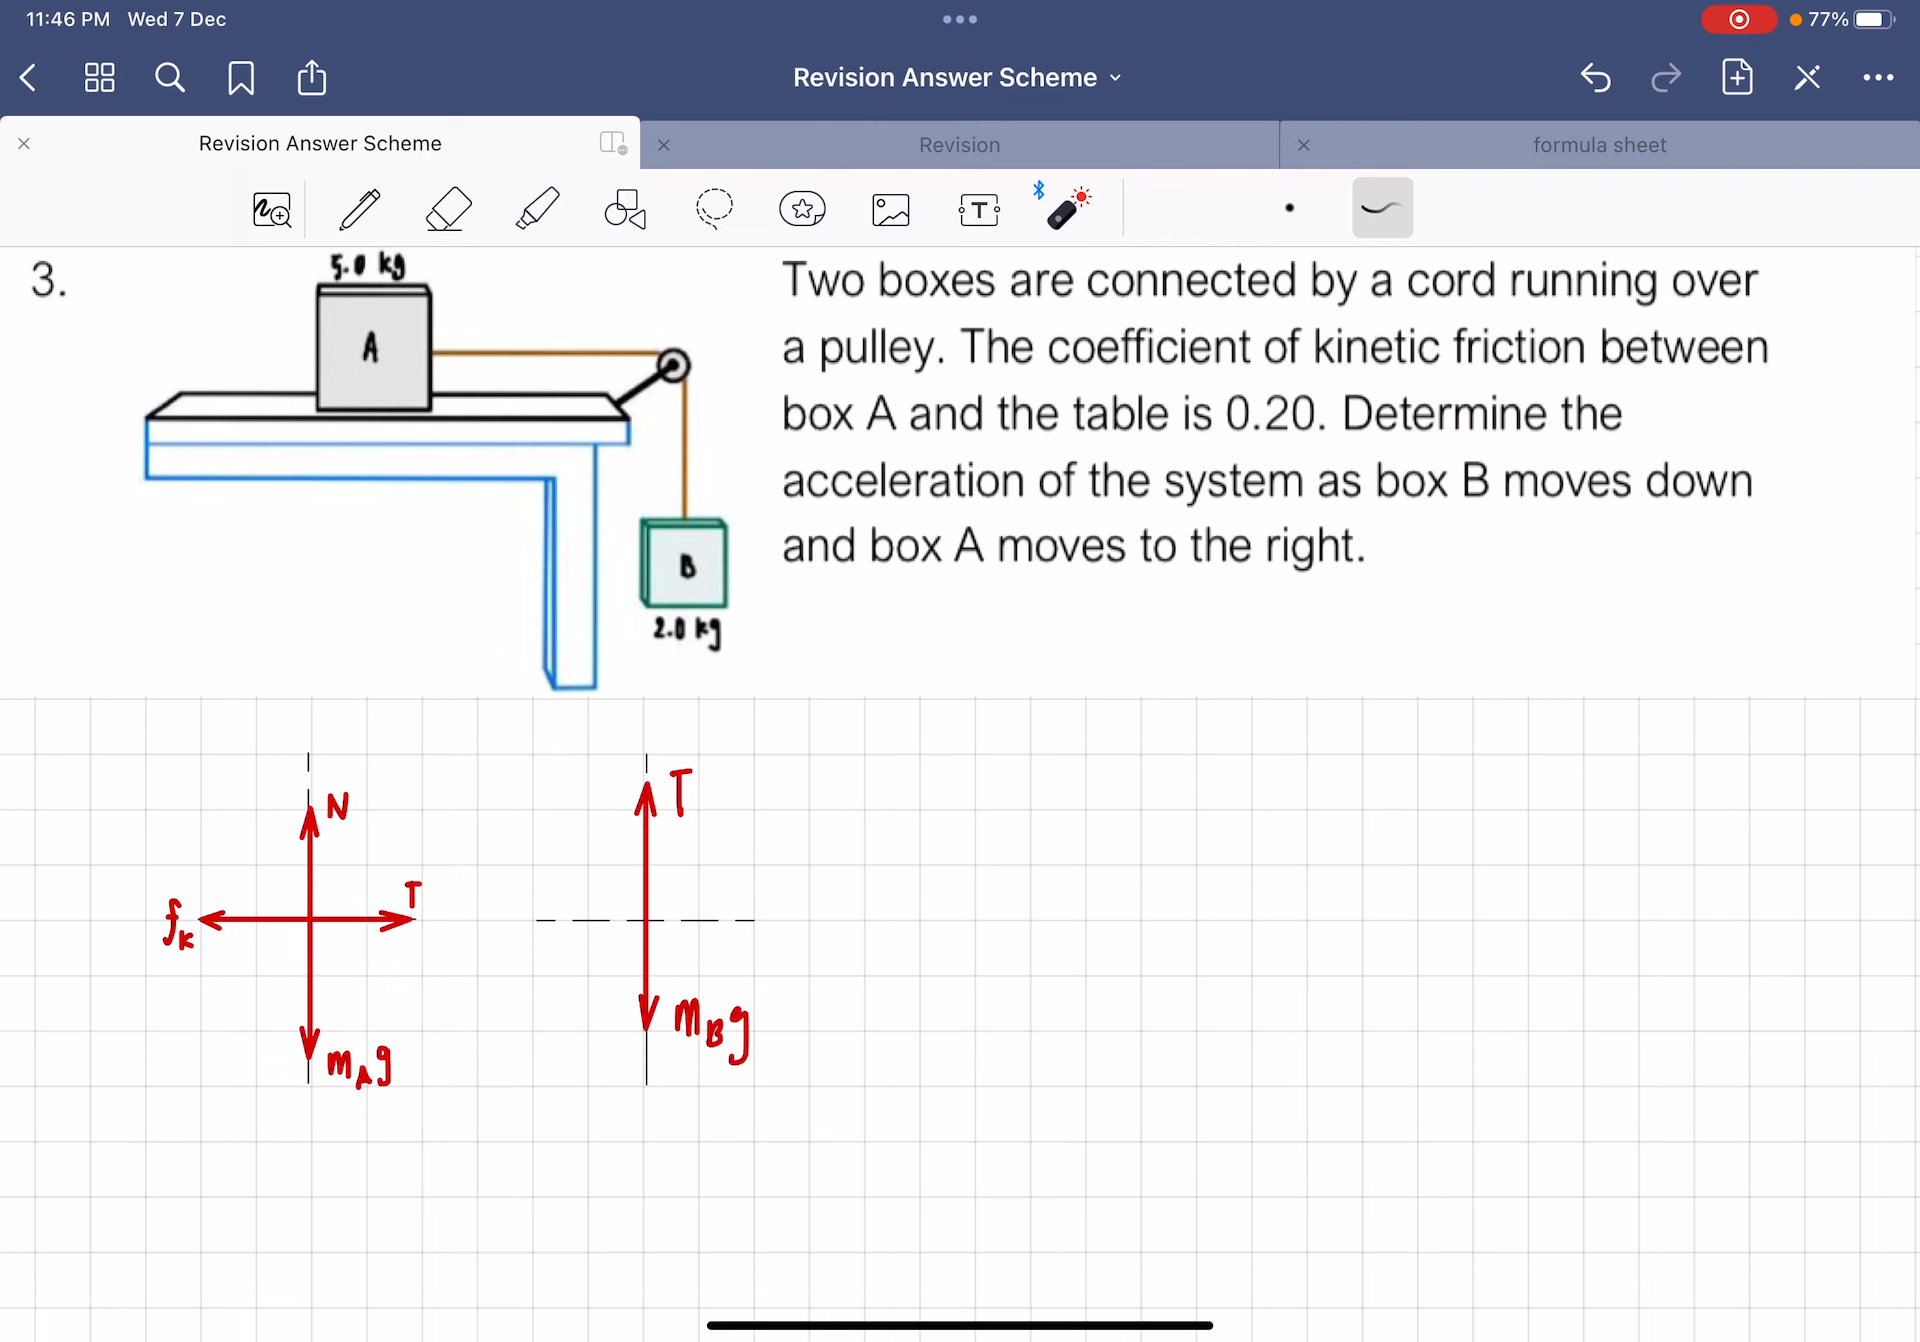 11:46 PM Wed 7 Dec
77%
Revision Answer Scheme
Revision Answer Scheme
Revision
formula sheet
T
3.
5.0 kg
A
B
2.0 kg
Two boxes are connected by a cord running over
a pulley. The coefficient of kinetic friction between
box A and the table is 0.20. Determine the
acceleration of the system as box B moves down
and box A moves to the right.
N
T
fK
mAg
T
mBg